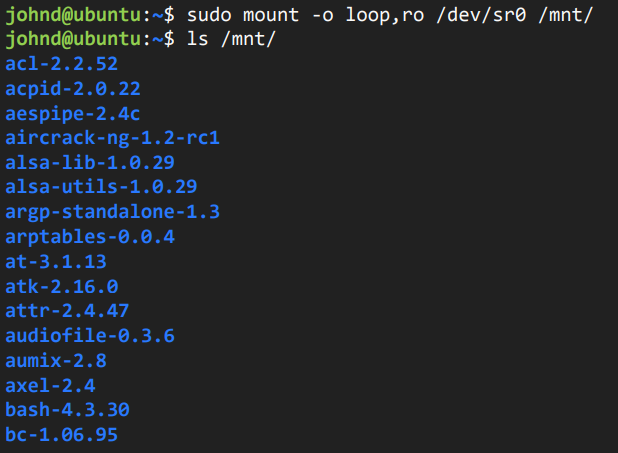 johnd@ubuntu:~$ sudo mount -o loop,ro /dev/sr0 /mnt/
johnd@ubuntu:~$ ls /mnt/
acl-2.2.52
acpid-2.0.22
aespipe-2.4c
aircrack-ng-1.2-rc1
alsa-lib-1.0.29
alsa-utils-1.0.29
argp-standalone-1.3
arptables-0.0.4
at-3.1.13
atk-2.16.0
attr-2.4.47
audiofile-0.3.6
aumix-2.8
axel-2.4
bash-4.3.30
bc-1.06.95